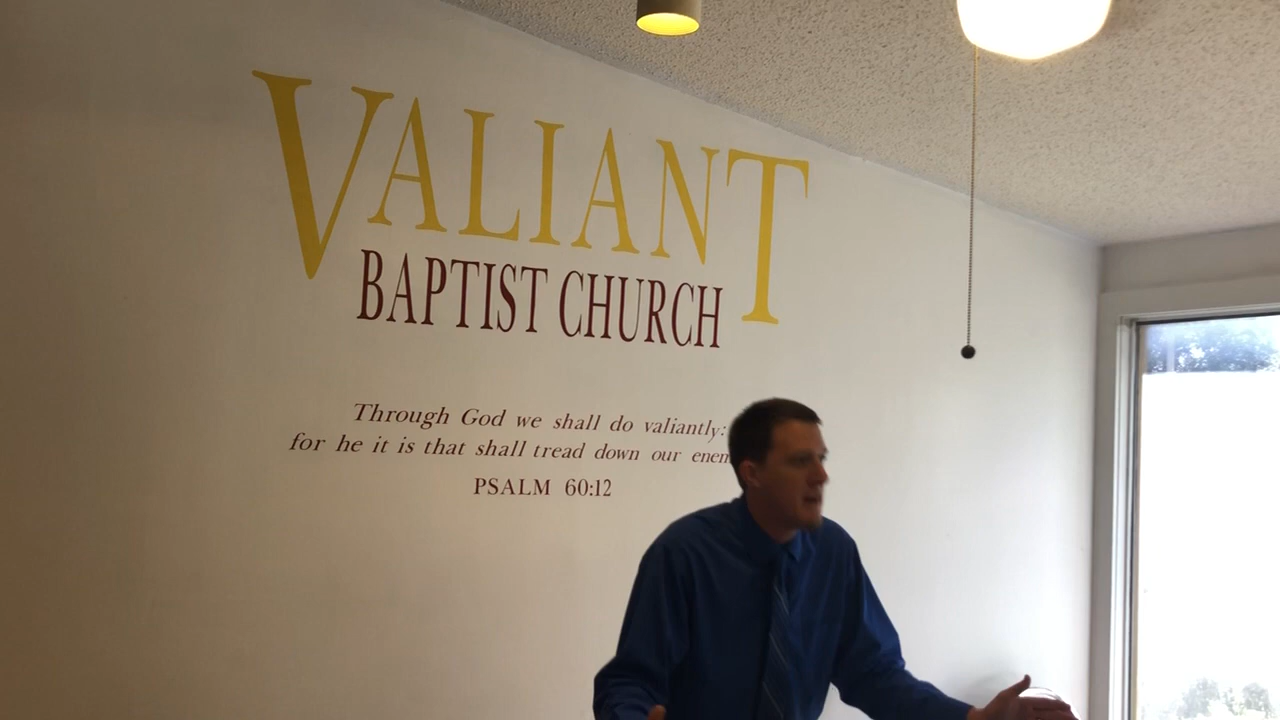 VALIANT
BAPTIST CHURCH
Through God we shall do valiantly:
for he it is that shall tread down our
PSALM 60:12